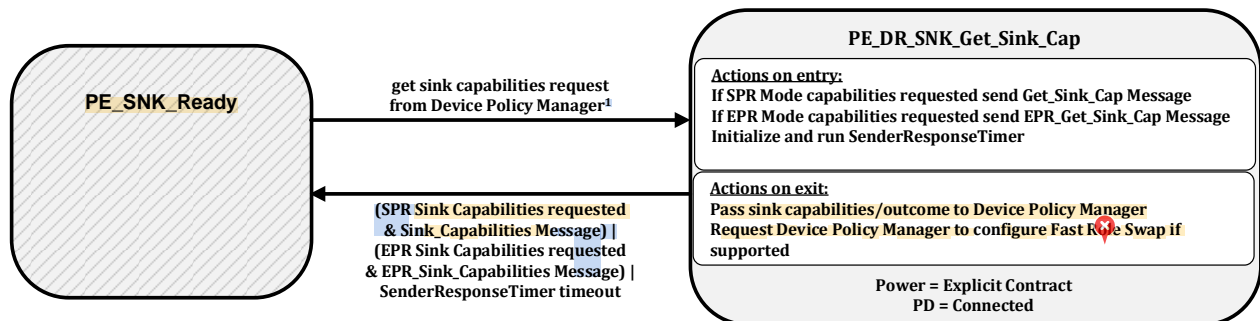 PE_SNK_Ready
get sink capabilities request
from Device Policy Manager¹
(SPR Sink Capabilities requested
& Sink_Capabilities Message) |
(EPR Sink Capabilities requested
& EPR_Sink_Capabilities Message) |
SenderResponseTimer timeout
PE_DR_SNK_Get_Sink_Cap
Actions on entry:
If SPR Mode capabilities requested send Get_Sink_Cap Message
If EPR Mode capabilities requested send EPR_Get_Sink_Cap Message
Initialize and run SenderResponseTimer
Actions on exit:
Pass sink capabilities/outcome to Device Policy Manager
Request Device Policy Manager to configure Fast Role Swap if
supported
Power = Explicit Contract
PD = Connected